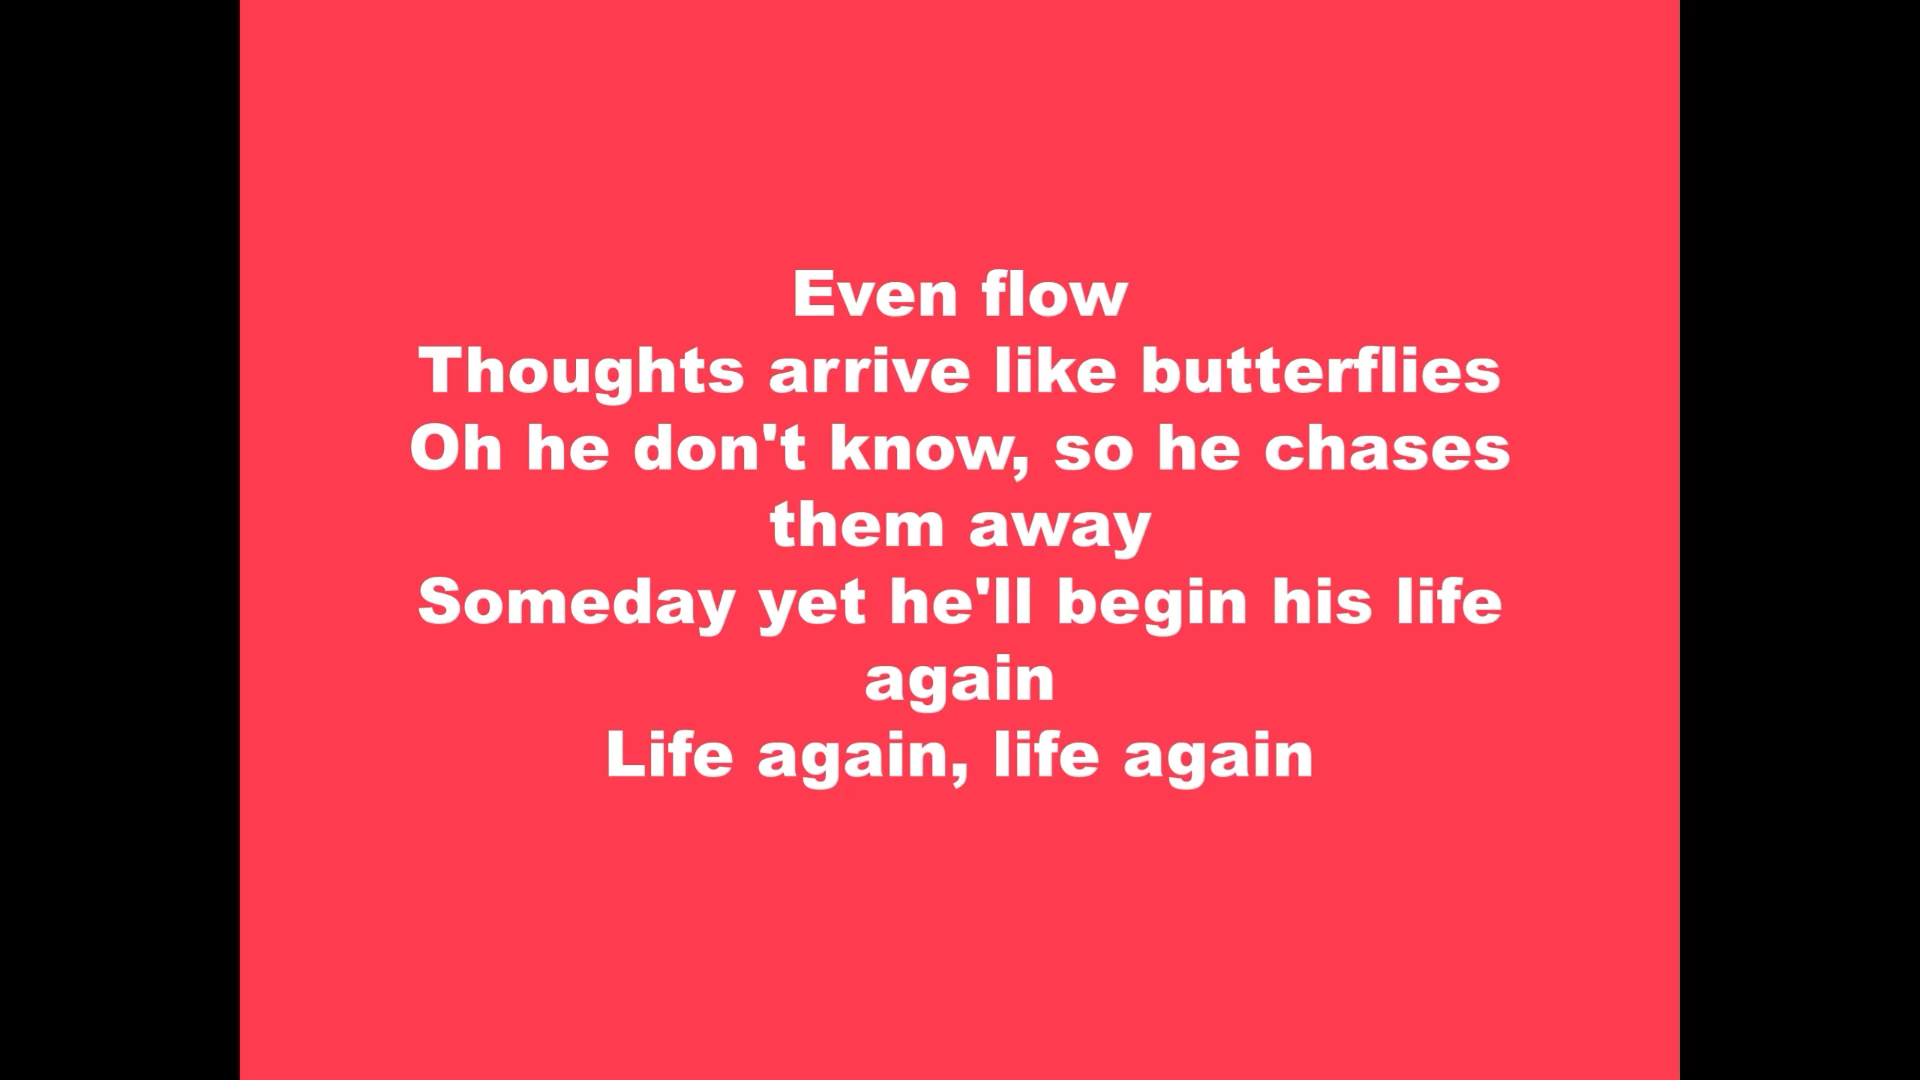 Even flow
Thoughts arrive like butterflies
Oh he don't know, so he chases
them away
Someday yet he'll begin his life
again
Life again, life again